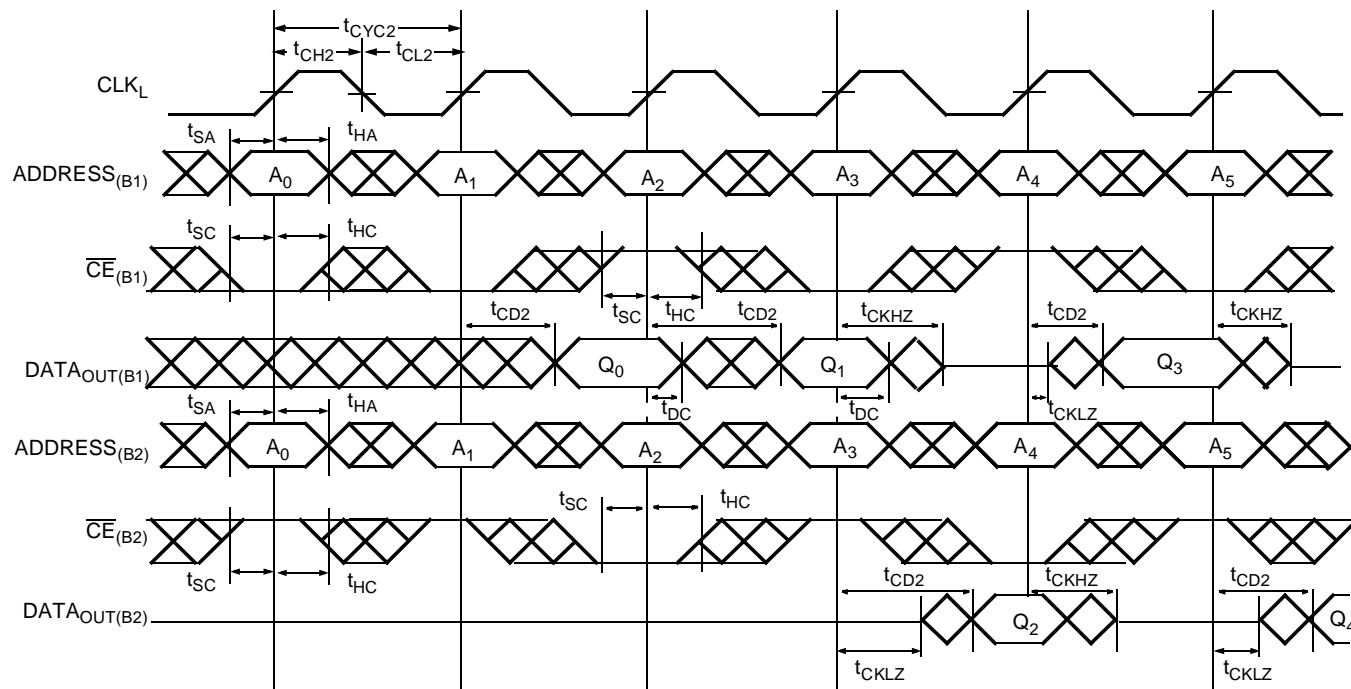 tCYC2
tCH2 tCL2
CLKL
tSA tHA
ADDRESS(B1) A0 A1 A2 A3 A4 A5
tSC tHC
CE(B1)
tSC tHC
tCD2 tCD2 tCKHZ tCD2 tCKHZ
DATAOUT(B1) Q0 Q1 Q3
tSA tHA tDC tDC tCKLZ
ADDRESS(B2) A0 A1 A2 A3 A4 A5
tSC tHC
CE(B2)
tSC tHC tCD2 tCKHZ tCD2
DATAOUT(B2) Q2 Q4
tCKLZ tCKLZ